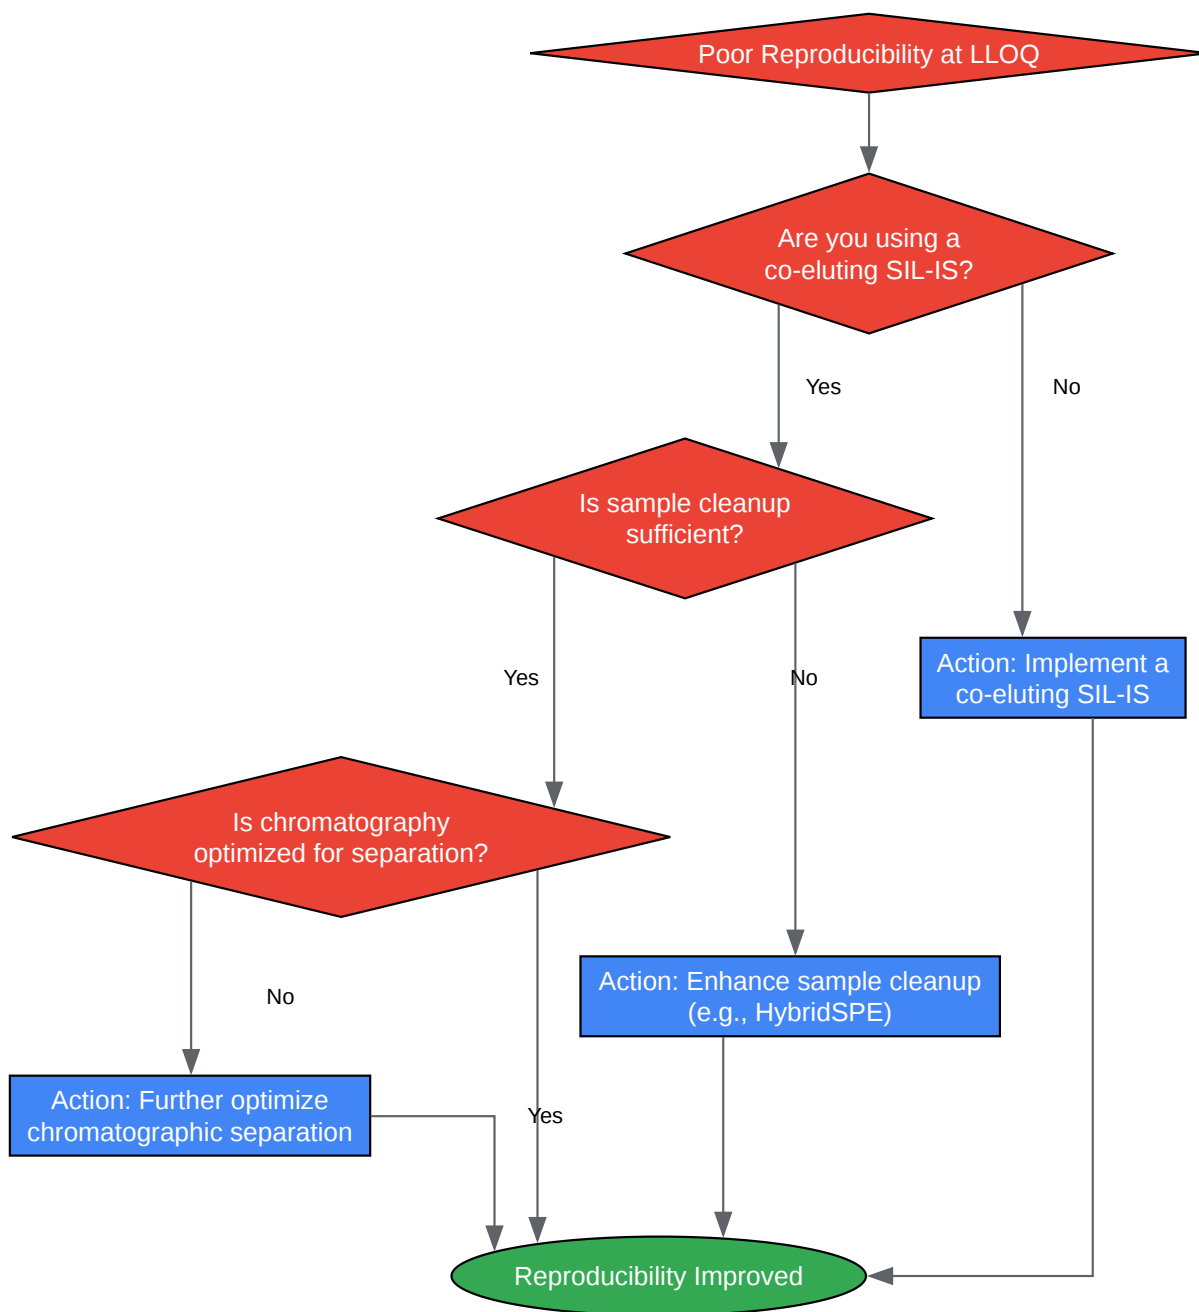 Poor Reproducibility at LLOQ
Are you using a
co-eluting SIL-IS?
Yes
No
Is sample cleanup
sufficient?
Yes
No
Action: Implement a
co-eluting SIL-IS
Is chromatography
optimized for separation?
No
Action: Enhance sample cleanup
(e.g., HybridSPE)
Action: Further optimize
chromatographic separation
Yes
Reproducibility Improved